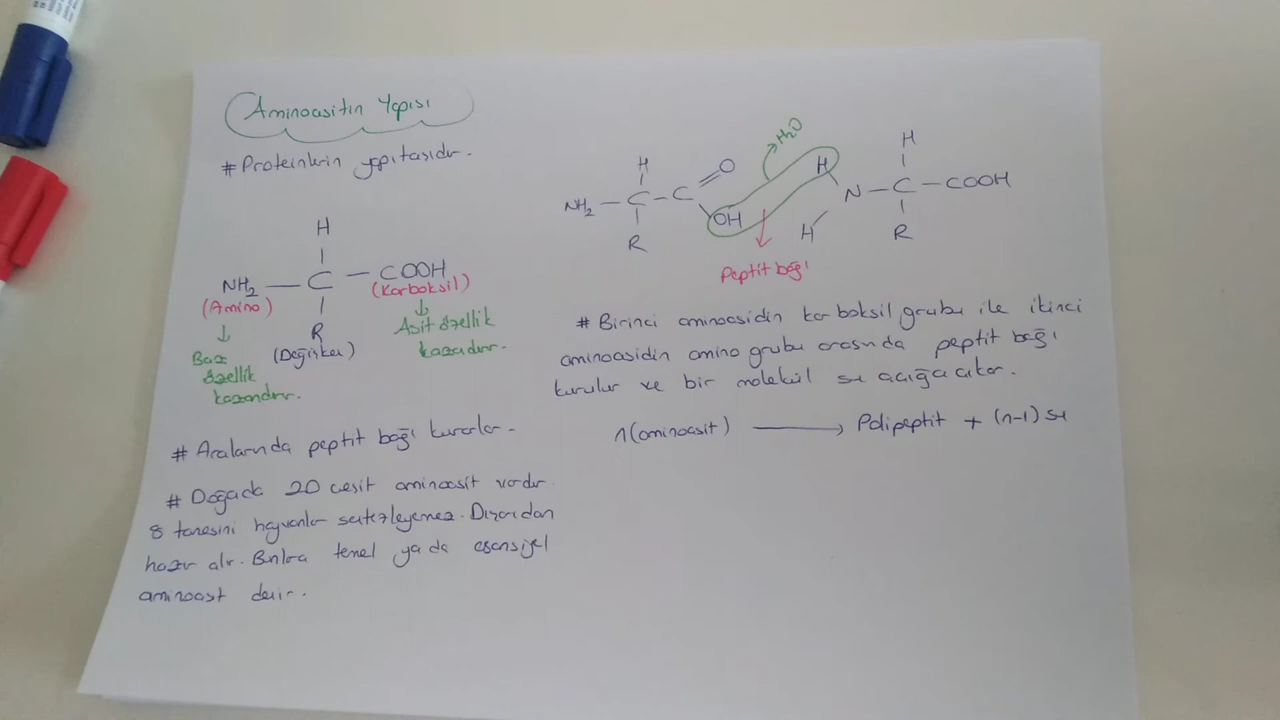 Aminoasitin Yapısı
# Proteinlerin yapıtaşıdır.
H
NH₂ — C — COOH
(Amino) (Karboksil)
R
(Değişken)
Baz
özellik
kazandırır.
Asit özellik
kazandırır.
# Aralarında peptit bağı kurarlar.
# Doğada 20 çeşit aminoasit vardır.
8 tanesini hayvanlar sentezleyemez. Dışarıdan
hazır alır. Bunlara temel ya da esansiyel
aminoasit denir.
H₂O
H O H H
NH₂ — C — C OH N — C — COOH
R H R
Peptit bağı
# Birinci aminoasidin karboksil grubu ile ikinci
aminoasidin amino grubu arasında peptit bağı
kurulur ve bir molekül su açığa çıkar.
n(aminoasit) → Polipeptit + (n-1) su